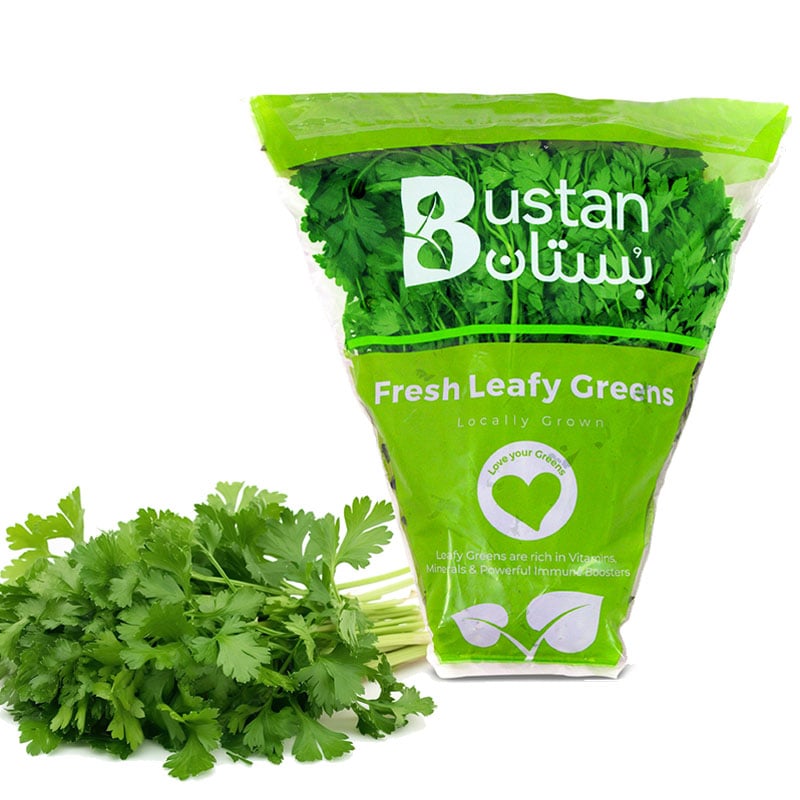 Bustan
بُستان
Fresh Leafy Greens
Locally Grown
Love your Greens
Leafy Greens are rich in Vitamins,
Minerals & Powerful Immune Boosters